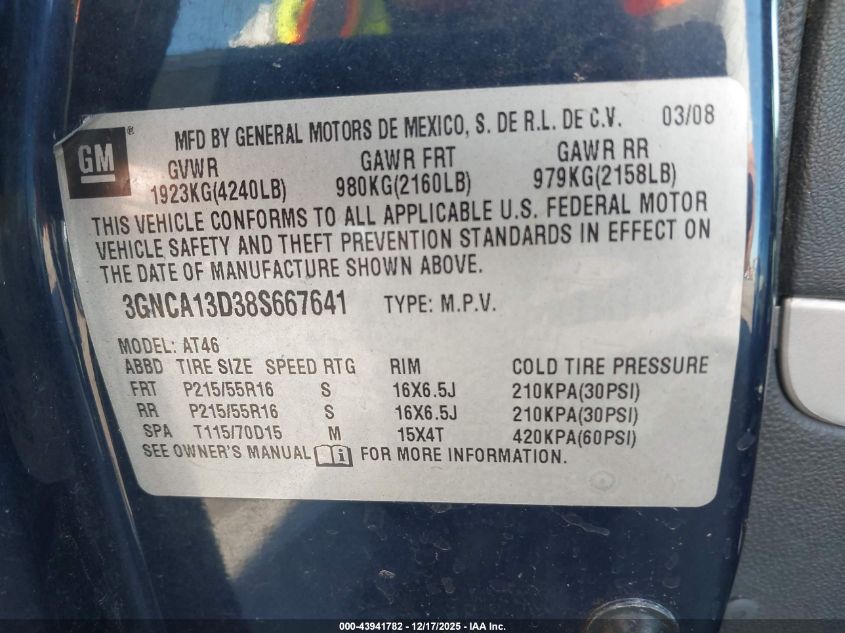 GM®
MFD BY GENERAL MOTORS DE MEXICO, S. DE R.L. DE C.V. 03/08
GVWR GAWR FRT GAWR RR
1923KG(4240LB) 980KG(2160LB) 979KG(2158LB)
THIS VEHICLE CONFORMS TO ALL APPLICABLE U.S. FEDERAL MOTOR
VEHICLE SAFETY AND THEFT PREVENTION STANDARDS IN EFFECT ON
THE DATE OF MANUFACTURE SHOWN ABOVE.
3GNCA13D38S667641 TYPE: M.P.V.
MODEL: AT46
ABBD TIRE SIZE SPEED RTG RIM COLD TIRE PRESSURE
FRT P215/55R16 S 16X6.5J 210KPA(30PSI)
RR P215/55R16 S 16X6.5J 210KPA(30PSI)
SPA T115/70D15 M 15X4T 420KPA(60PSI)
SEE OWNER'S MANUAL i FOR MORE INFORMATION.
000-43941782 - 12/17/2025 - IAA Inc.